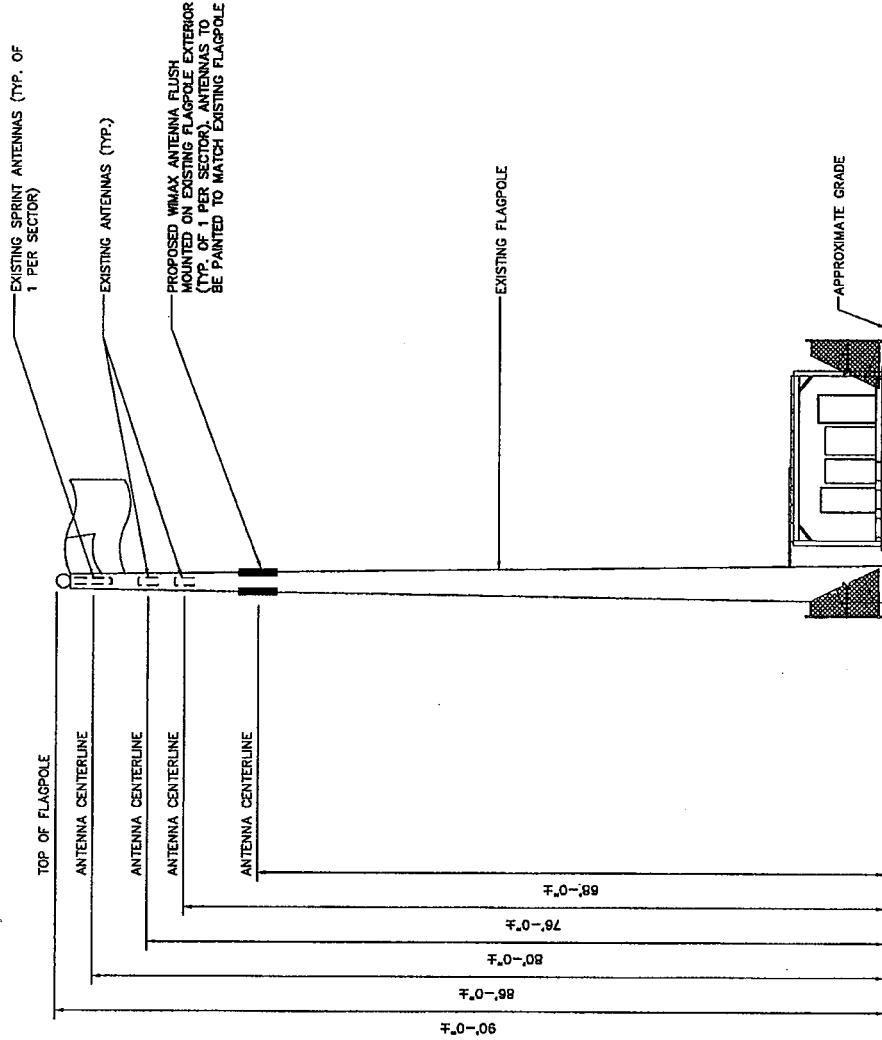 EXISTING SPRINT ANTENNAS (TYP. OF
1 PER SECTOR)
EXISTING ANTENNAS (TYP.)
PROPOSED WIMAX ANTENNA FLUSH
MOUNTED ON EXISTING FLAGPOLE EXTERIOR
(TYP. OF 1 PER SECTOR). ANTENNAS TO
BE PAINTED TO MATCH EXISTING FLAGPOLE
EXISTING FLAGPOLE
APPROXIMATE GRADE
TOP OF FLAGPOLE
ANTENNA CENTERLINE
ANTENNA CENTERLINE
ANTENNA CENTERLINE
ANTENNA CENTERLINE
68'-0"±
76'-0"±
80'-0"±
86'-0"±
90'-0"±